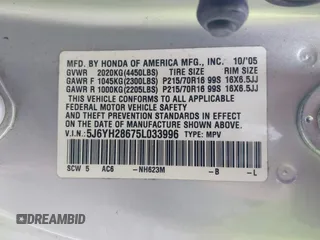 MFD. BY HONDA OF AMERICA MFG., INC. 10/'05
GVWR 2020KG(4450LBS) TIRE SIZE RIM SIZE
GAWR F 1045KG(2300LBS) P215/70R16 99S 16X6.5JJ
GAWR R 1000KG(2205LBS) P215/70R16 99S 16X6.5JJ
THIS VEHICLE CONFORMS TO ALL APPLICABLE
FEDERAL MOTOR VEHICLE SAFETY AND
THEFT PREVENTION STANDARDS IN EFFECT ON THE
DATE OF MANUFACTURE SHOWN ABOVE.
V.I.N.: 5J6YH28675L033996 TYPE: MPV
SCW 5 AC6 -NH623M -B -L
DREAMBID
DREAMBID.COM